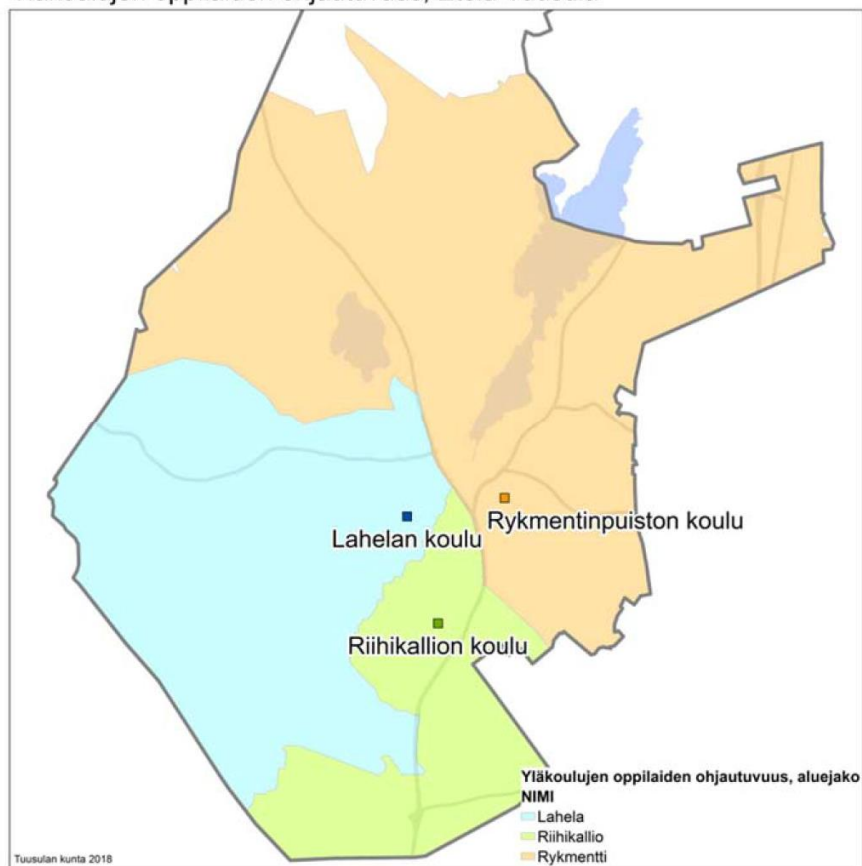 Rykmentinpuiston koulu
Lahelan koulu
Riihikallion koulu
Yläkoulujen oppilaiden ohjautuvuus, aluejako
NIMI
Lahela
Riihikallio
Rykmentti
Tuusulan kunta 2018